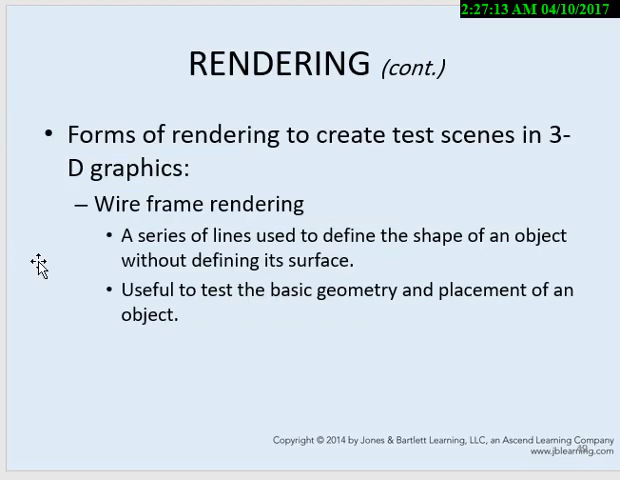 2:27:13 AM 04/10/2017
RENDERING (cont.)
• Forms of rendering to create test scenes in 3-
D graphics:
– Wire frame rendering
• A series of lines used to define the shape of an object
without defining its surface.
• Useful to test the basic geometry and placement of an
object.
Copyright © 2014 by Jones & Bartlett Learning, LLC, an Ascend Learning Company
www.jblearning.com